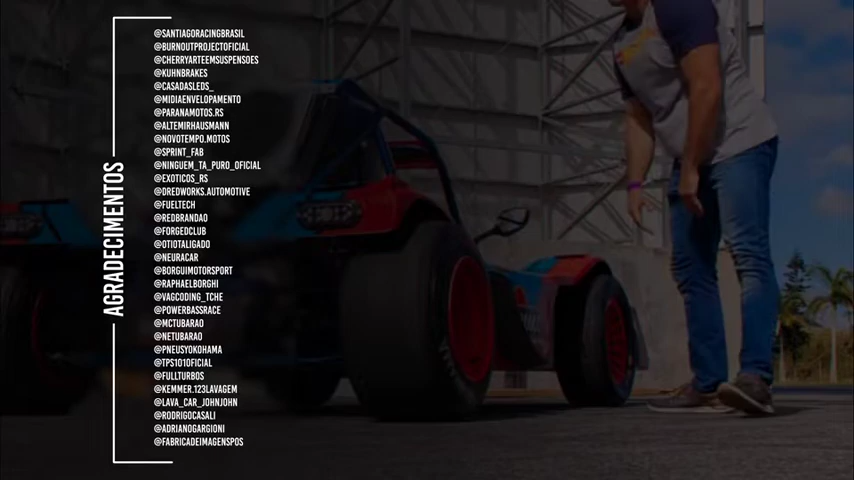 AGRADECIMENTOS
@SANTIAGORACINGBRASIL
@BURNOUTPROJECTOFICIAL
@CHERRYARTEEMSUSPENSOES
@KUHNBRAKES
@CASADASLEDS_
@MIDIAENVELOPAMENTO
@PARANAMOTOS.RS
@ALTEMIRHAUSMANN
@NOVOTEMPO.MOTOS
@SPRINT_FAB
@NINGUEM_TA_PURO_OFICIAL
@EXOTICOS_RS
@DREDWORKS.AUTOMOTIVE
@FUELTECH
@REDBRANDAO
@FORGEDCLUB
@OTIOTALIGADO
@NEURACAR
@BORGUIMOTORSPORT
@RAPHAELBORGHI
@VAGCODING_TCHE
@POWERBASSRACE
@MCTUBARAO
@NETUBARAO
@PNEUSYOKOHAMA
@TPS101OFICIAL
@FULLTURBOS
@KEMMER.123LAVAGEM
@LAVA_CAR_JOHNJOHN
@RODRIGOCASALI
@ADRIANOGARGIONI
@FABRICADEIMAGENSPOS